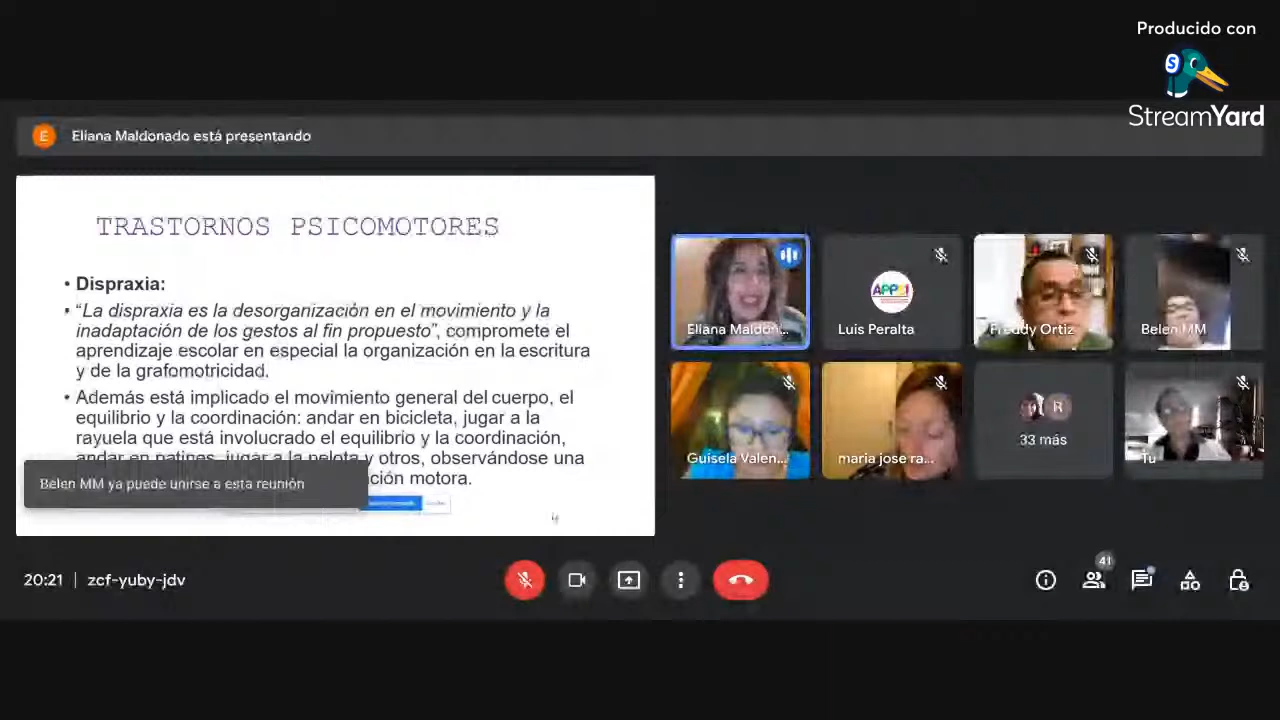 Producido con
StreamYard
E Eliana Maldonado está presentando
TRASTORNOS PSICOMOTORES
• Dispraxia:
• “La dispraxia es la desorganización en el movimiento y la
inadaptación de los gestos al fin propuesto”, compromete el
aprendizaje escolar en especial la organización en la escritura
y de la grafomotricidad.
• Además está implicado el movimiento general del cuerpo, el
equilibrio y la coordinación: andar en bicicleta, jugar a la
rayuela que está involucrado el equilibrio y la coordinación,
andar en patines, jugar a la pelota y otros, observándose una
ción motora.
Belen MM ya puede unirse a esta reunión
Eliana Maldon...
APPSI
Luis Peralta
Freddy Ortiz
Belen MM
Guisela Valen...
maria jose ra...
R
33 más
Tú
20:21 | zcf-yuby-jdv
41